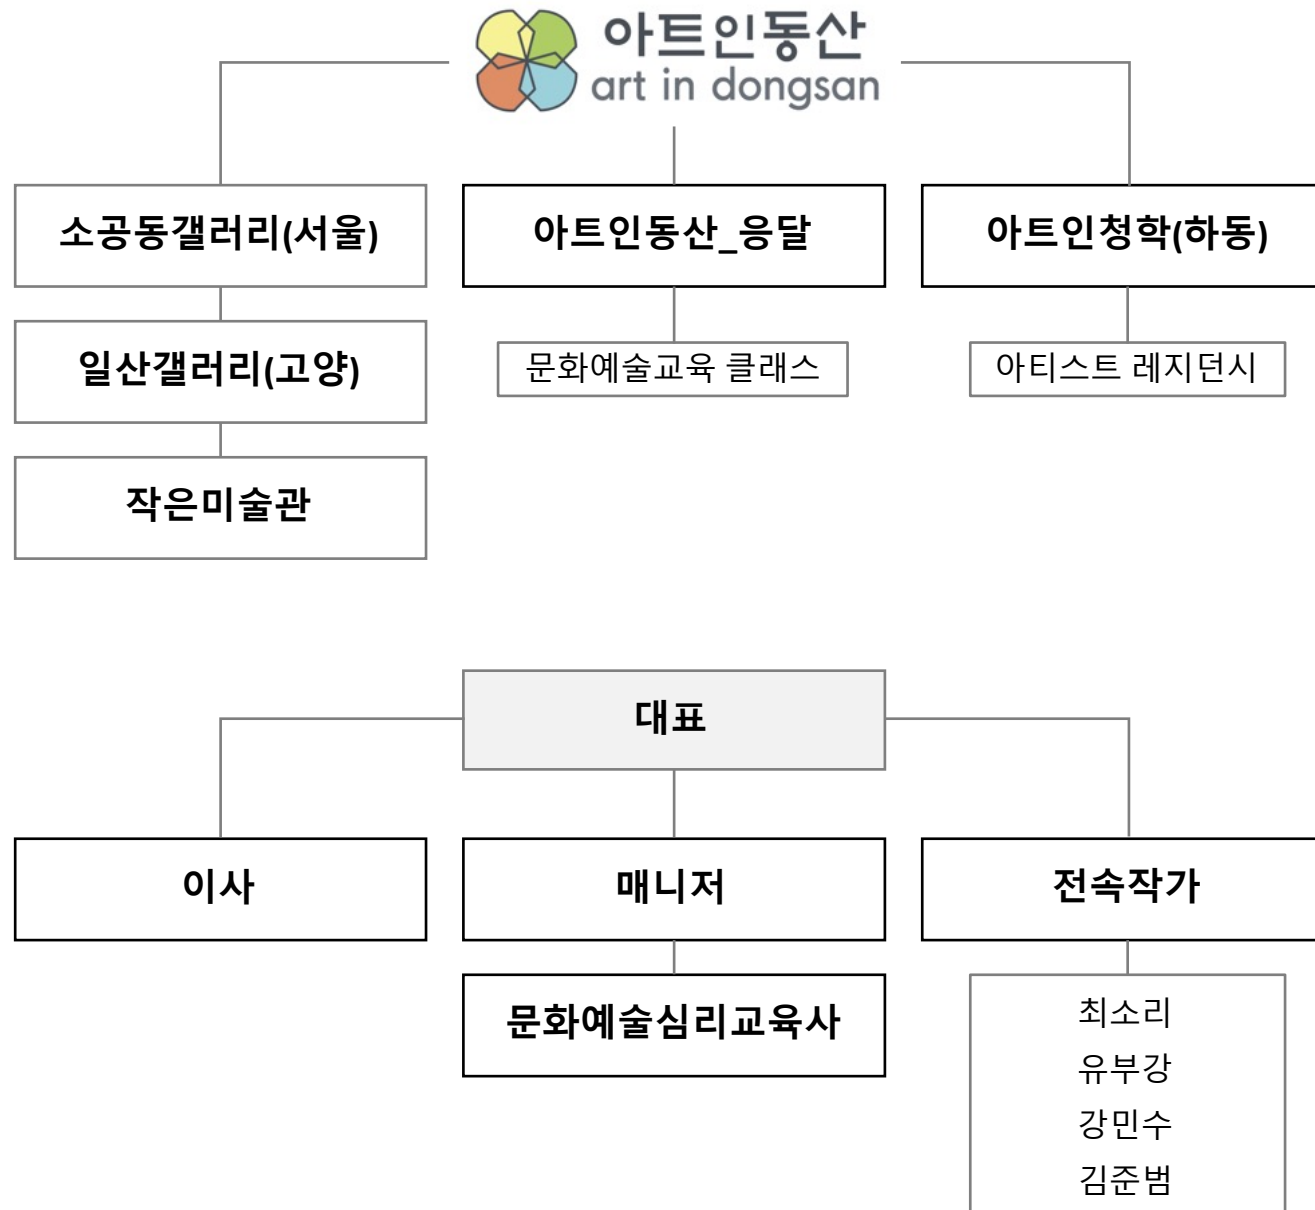 아트인동산
art in dongsan
소공동갤러리(서울)
아트인동산_응달
아트인청학(하동)
일산갤러리(고양)
문화예술교육 클래스
아티스트 레지던시
작은미술관
대표
이사
매니저
전속작가
문화예술심리교육사
최소리
유부강
강민수
김준범